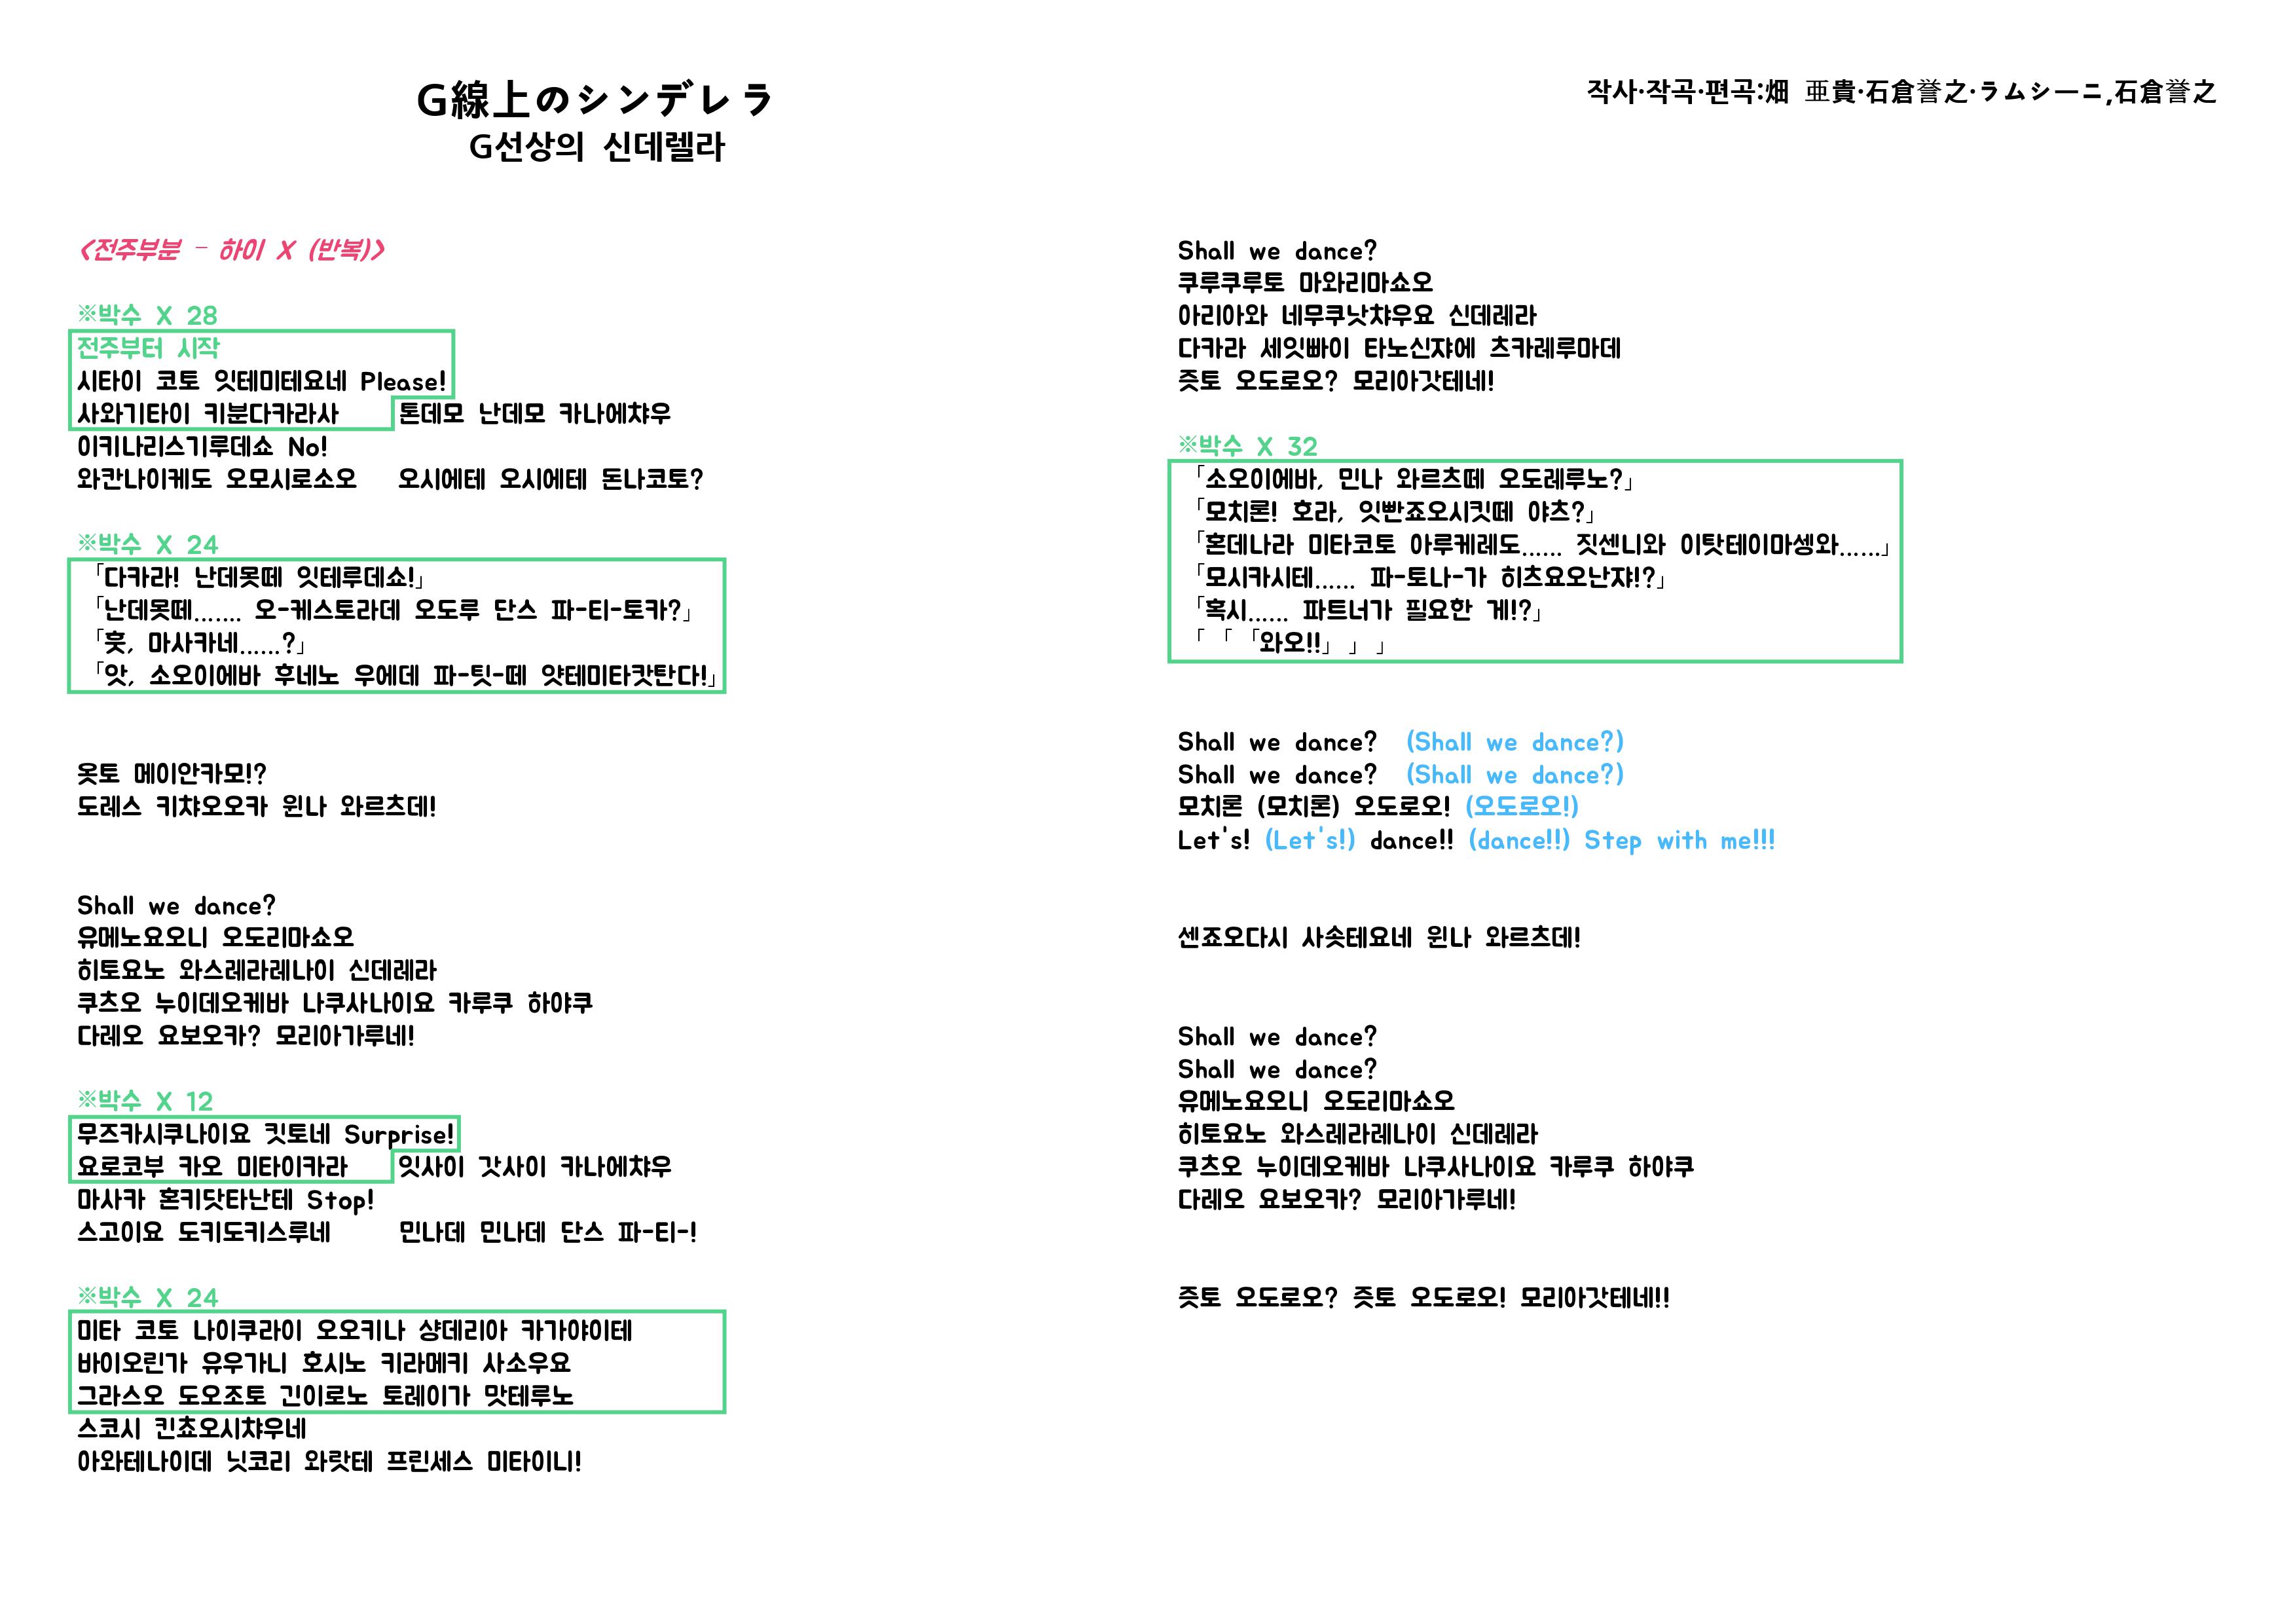 G線上のシンデレラ
G선상의 신데렐라
작사·작곡·편곡:畑 亜貴·石倉誉之·ラムシーニ,石倉誉之
<전주부분 - 하이 X (반복)>
※박수 X 28
전주부터 시작
시타이 코토 잇테미테요네 Please!
사와기타이 키분다카라사 톤데모 난데모 카나에챠우
이키나리스기루데쇼 No!
와칸나이케도 오모시로소오 오시에테 오시에테 돈나코토?
※박수 X 24
「다카라! 난데못떼 잇테루데쇼!」
「난데못떼....... 오-케스토라데 오도루 단스 파-티-토카?」
「훗, 마사카네......?」
「앗, 소오이에바 후네노 우에데 파-팃-떼 얏테미타캇탄다!」
옷토 메이안카모!?
도레스 키챠오오카 윈나 와르츠데!
Shall we dance?
유메노요오니 오도리마쇼오
히토요노 와스레라레나이 신데레라
쿠츠오 누이데오케바 나쿠사나이요 카루쿠 하야쿠
다레오 요보오카? 모리아가루네!
※박수 X 12
무즈카시쿠나이요 킷토네 Surprise!
요로코부 카오 미타이카라 잇사이 갓사이 카나에챠우
마사카 혼키닷타난테 Stop!
스고이요 도키도키스루네 민나데 민나데 단스 파-티-!
※박수 X 24
미타 코토 나이쿠라이 오오키나 샹데리아 카가야이테
바이오린가 유우가니 호시노 키라메키 사소우요
그라스오 도오조토 긴이로노 토레이가 맛테루노
스코시 킨쵸오시챠우네
아와테나이데 닛코리 와랏테 프린세스 미타이니!
Shall we dance?
쿠루쿠루토 마와리마쇼오
아리아와 네무쿠낫챠우요 신데레라
다카라 세잇빠이 타노신쟈에 츠카레루마데
즛토 오도로오? 모리아갓테네!
※박수 X 32
「소오이에바, 민나 와르츠떼 오도레루노?」
「모치론! 호라, 잇빤죠오시킷떼 야츠?」
「혼데나라 미타코토 아루케레도...... 짓센니와 이탓테이마셍와......」
「모시카시테...... 파-토나-가 히츠요오난쟈!?」
「혹시...... 파트너가 필요한 게!?」
「 「 「와오!!」 」 」
Shall we dance? (Shall we dance?)
Shall we dance? (Shall we dance?)
모치론 (모치론) 오도로오! (오도로오!)
Let's! (Let's!) dance!! (dance!!) Step with me!!!
센죠오다시 사솟테요네 윈나 와르츠데!
Shall we dance?
Shall we dance?
유메노요오니 오도리마쇼오
히토요노 와스레라레나이 신데레라
쿠츠오 누이데오케바 나쿠사나이요 카루쿠 하야쿠
다레오 요보오카? 모리아가루네!
즛토 오도로오? 즛토 오도로오! 모리아갓테네!!